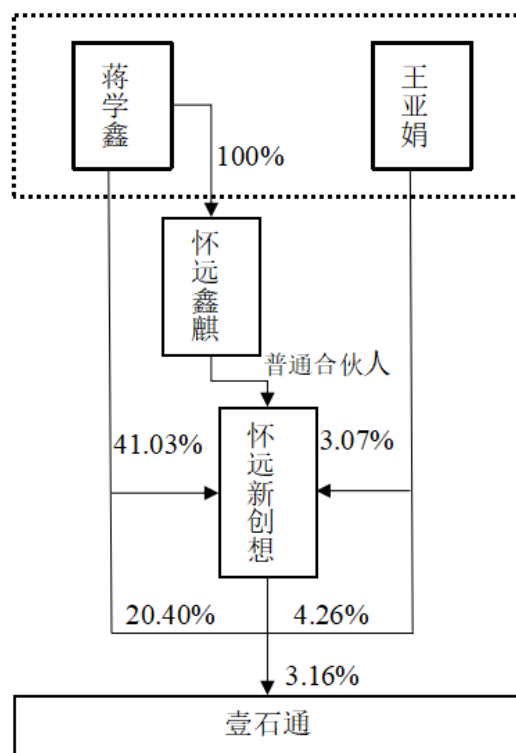 蒋学鑫
王亚娟
100%
怀远鑫麒
普通合伙人
怀远新创想
41.03%
3.07%
20.40%
4.26%
3.16%
壹石通